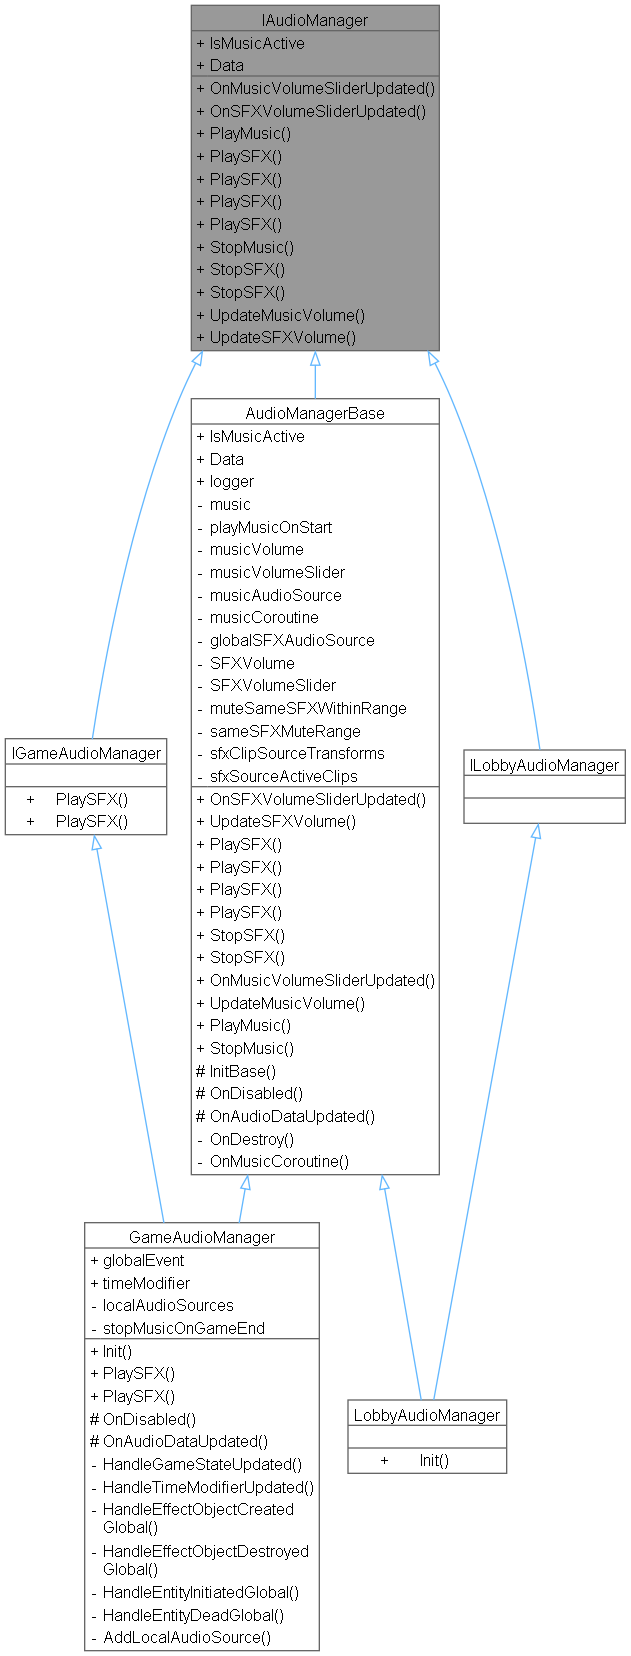 IAudioManager
+ IsMusicActive
+ Data
+ OnMusicVolumeSliderUpdated()
+ OnSFXVolumeSliderUpdated()
+ PlayMusic()
+ PlaySFX()
+ PlaySFX()
+ PlaySFX()
+ PlaySFX()
+ StopMusic()
+ StopSFX()
+ StopSFX()
+ UpdateMusicVolume()
+ UpdateSFXVolume()
AudioManagerBase
+ IsMusicActive
+ Data
+ logger
- music
- playMusicOnStart
- musicVolume
- musicVolumeSlider
- musicAudioSource
- musicCoroutine
- globalSFXAudioSource
- SFXVolume
- SFXVolumeSlider
- muteSameSFXWithinRange
- sameSFXMuteRange
- sfxClipSourceTransforms
- sfxSourceActiveClips
+ OnSFXVolumeSliderUpdated()
+ UpdateSFXVolume()
+ PlaySFX()
+ PlaySFX()
+ PlaySFX()
+ PlaySFX()
+ StopSFX()
+ StopSFX()
+ OnMusicVolumeSliderUpdated()
+ UpdateMusicVolume()
+ PlayMusic()
+ StopMusic()
# InitBase()
# OnDisabled()
# OnAudioDataUpdated()
- OnDestroy()
- OnMusicCoroutine()
IGameAudioManager
+ PlaySFX()
+ PlaySFX()
ILobbyAudioManager
GameAudioManager
+ globalEvent
+ timeModifier
- localAudioSources
- stopMusicOnGameEnd
+ Init()
+ PlaySFX()
+ PlaySFX()
# OnDisabled()
# OnAudioDataUpdated()
- HandleGameStateUpdated()
- HandleTimeModifierUpdated()
- HandleEffectObjectCreated
Global()
- HandleEffectObjectDestroyed
Global()
- HandleEntityInitiatedGlobal()
- HandleEntityDeadGlobal()
- AddLocalAudioSource()
LobbyAudioManager
+ Init()